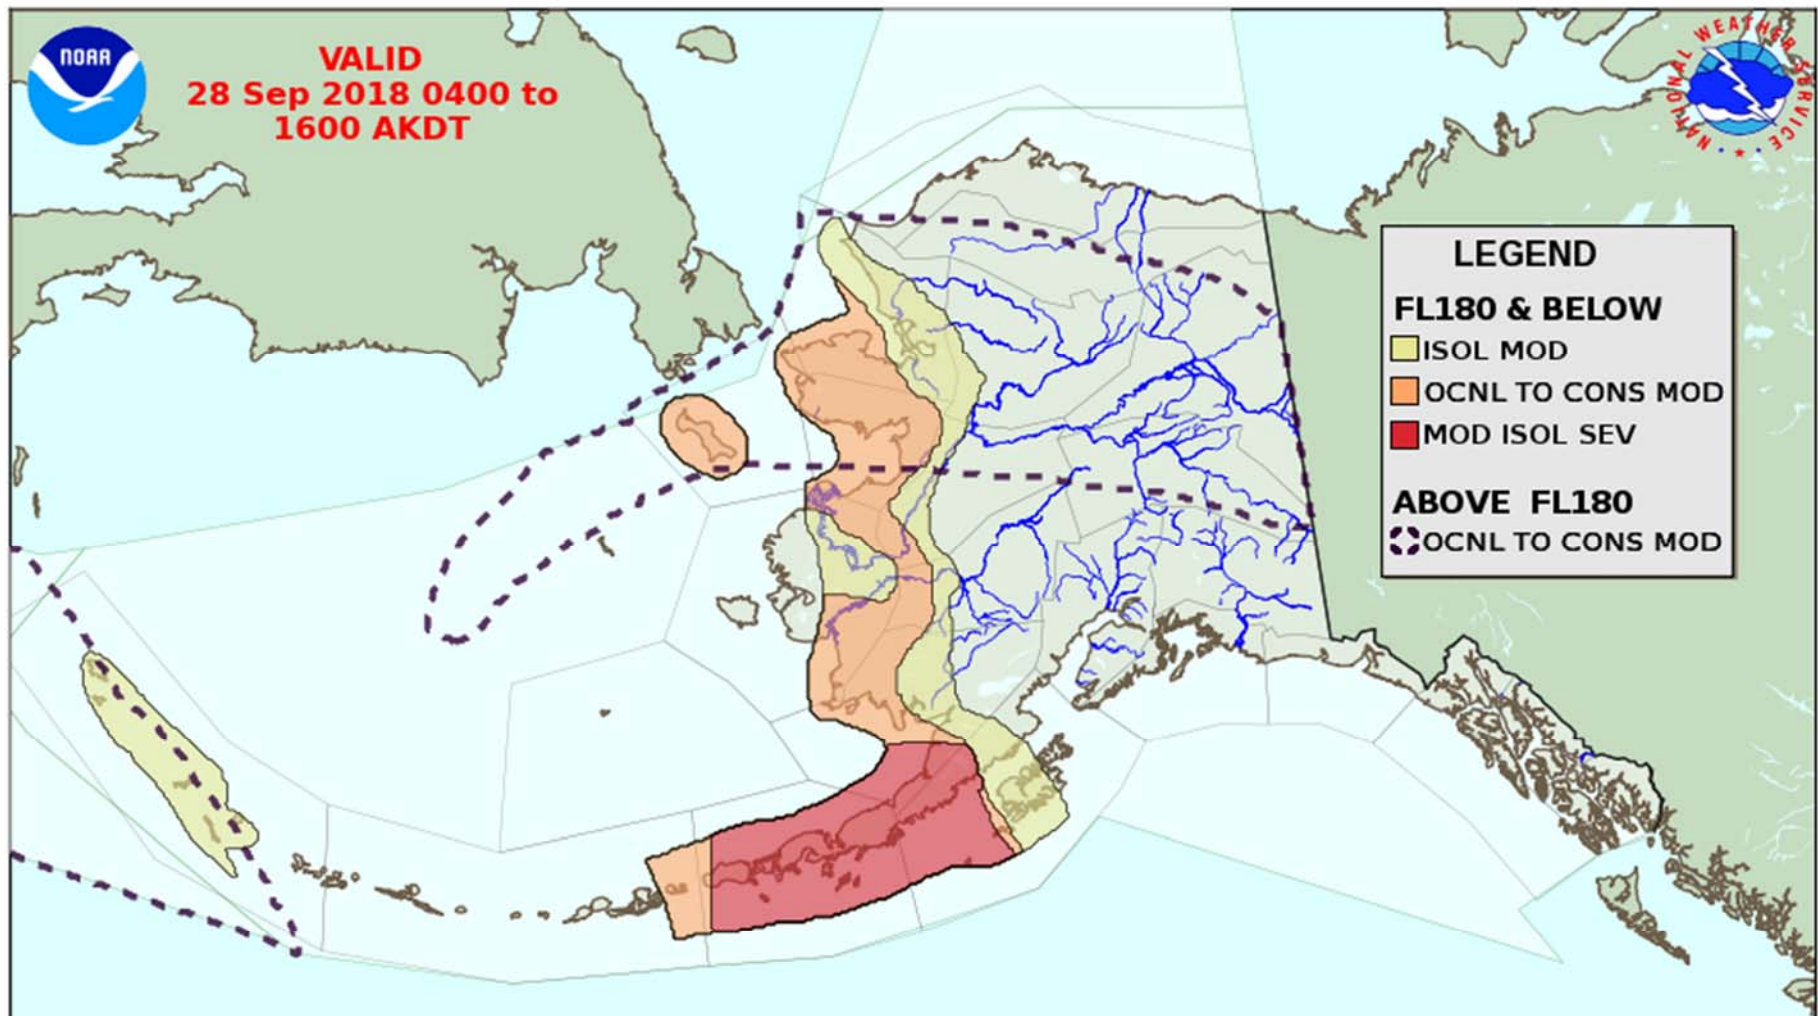 NOAA
VALID
28 Sep 2018 0400 to
1600 AKDT
NATIONAL WEATHER SERVICE
LEGEND
FL180 & BELOW
ISOL MOD
OCNL TO CONS MOD
MOD ISOL SEV
ABOVE FL180
OCNL TO CONS MOD